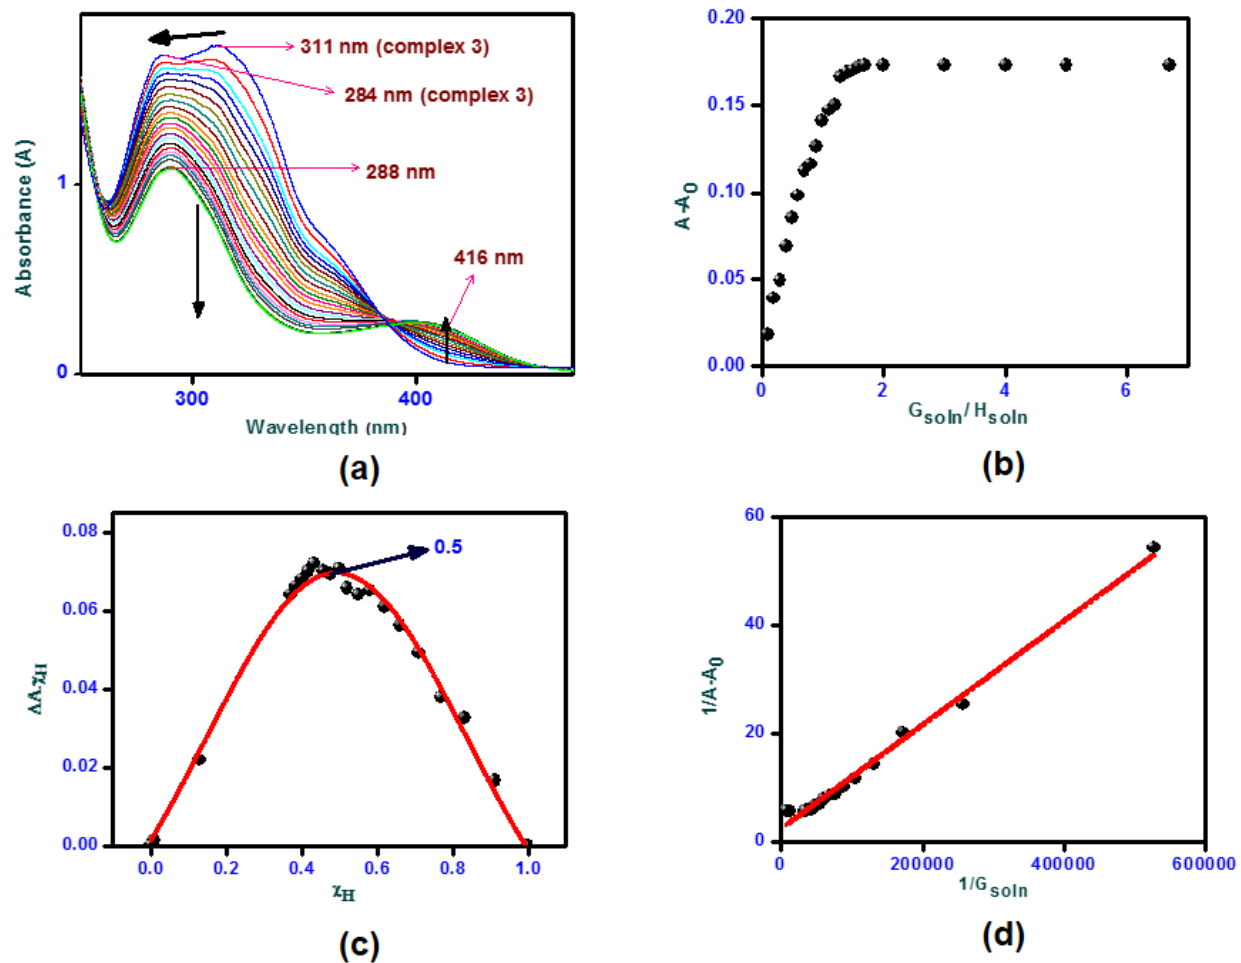 311 nm (complex 3)
284 nm (complex 3)
288 nm
416 nm
Absorbance (A)
1
0
300
400
Wavelength (nm)
(a)
0.20
0.15
0.10
0.05
0.00
A-A0
0
2
4
6
Gsoln/ Hsoln
(b)
0.08
0.06
0.04
0.02
0.00
ΔA.χH
0.5
0.0
0.2
0.4
0.6
0.8
1.0
χH
(c)
60
40
20
0
1/A-A0
0
200000
400000
600000
1/Gsoln
(d)